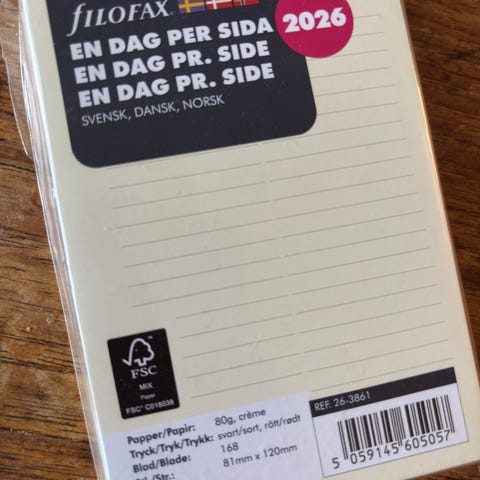 fILOFAX
2026
EN DAG PER SIDA
EN DAG PR. SIDE
EN DAG PR. SIDE
SVENSK, DANSK, NORSK
FSC
MIX
Paper
FSC® C018038
REF. 26-3861
Papper/Papir: 80g, crème
Tryck/Tryk/Trykk: svart/sort, rött/rødt
Blad/Blade: 168
Stl./Str.: 81mm x 120mm
5 059145 605057